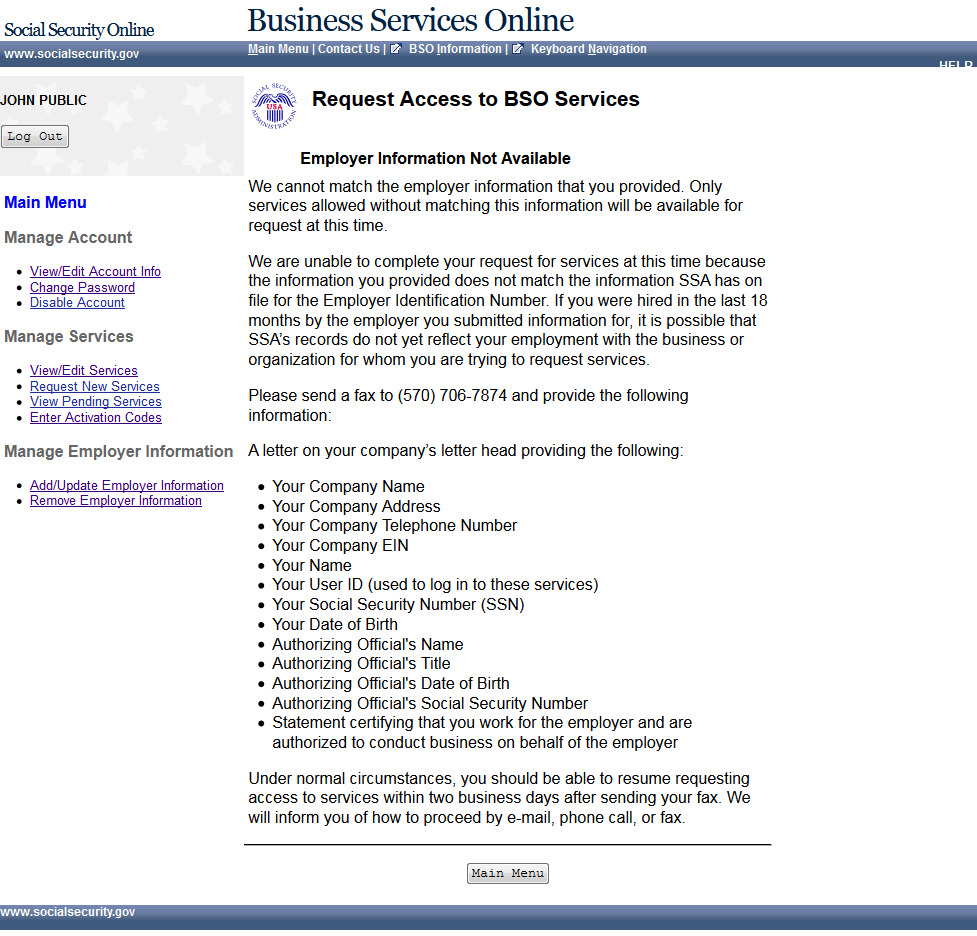 Social Security Online
Business Services Online
www.socialsecurity.gov
Main Menu | Contact Us | BSO Information | Keyboard Navigation
HELP
JOHN PUBLIC
Log Out
Main Menu
Manage Account
View/Edit Account Info
Change Password
Disable Account
Manage Services
View/Edit Services
Request New Services
View Pending Services
Enter Activation Codes
Manage Employer Information
Add/Update Employer Information
Remove Employer Information
SOCIAL SECURITY
USA
ADMINISTRATION
Request Access to BSO Services
Employer Information Not Available
We cannot match the employer information that you provided. Only
services allowed without matching this information will be available for
request at this time.
We are unable to complete your request for services at this time because
the information you provided does not match the information SSA has on
file for the Employer Identification Number. If you were hired in the last 18
months by the employer you submitted information for, it is possible that
SSA's records do not yet reflect your employment with the business or
organization for whom you are trying to request services.
Please send a fax to (570) 706-7874 and provide the following
information:
A letter on your company’s letter head providing the following:
Your Company Name
Your Company Address
Your Company Telephone Number
Your Company EIN
Your Name
Your User ID (used to log in to these services)
Your Social Security Number (SSN)
Your Date of Birth
Authorizing Official's Name
Authorizing Official's Title
Authorizing Official's Date of Birth
Authorizing Official's Social Security Number
Statement certifying that you work for the employer and are
authorized to conduct business on behalf of the employer
Under normal circumstances, you should be able to resume requesting
access to services within two business days after sending your fax. We
will inform you of how to proceed by e-mail, phone call, or fax.
Main Menu
www.socialsecurity.gov